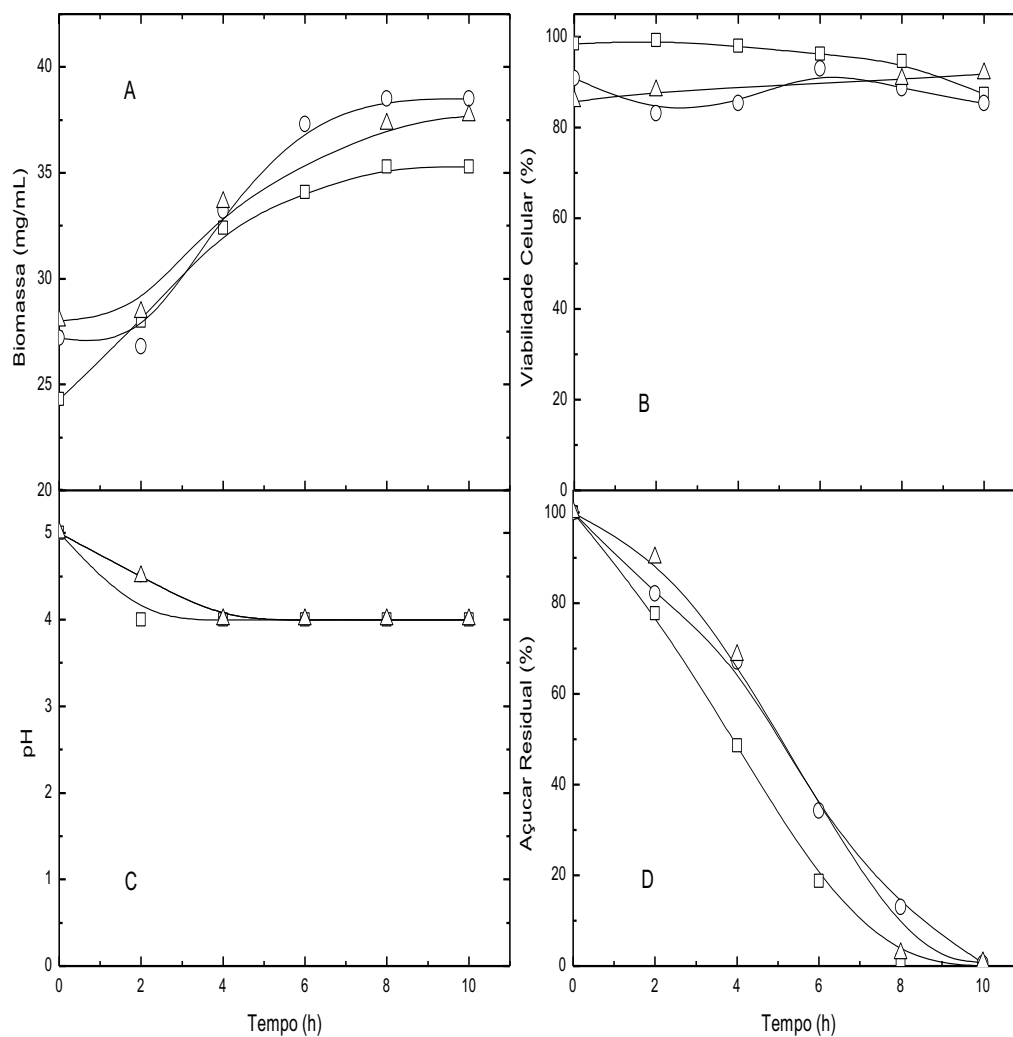 40
35
30
25
20
Biomassa (mg/mL)
A
100
80
60
40
20
0
Viabilidade Celular (%)
B
5
4
3
2
1
0
pH
C
0 2 4 6 8 10
Tempo (h)
100
80
60
40
20
0
Açucar Residual (%)
D
0 2 4 6 8 10
Tempo (h)